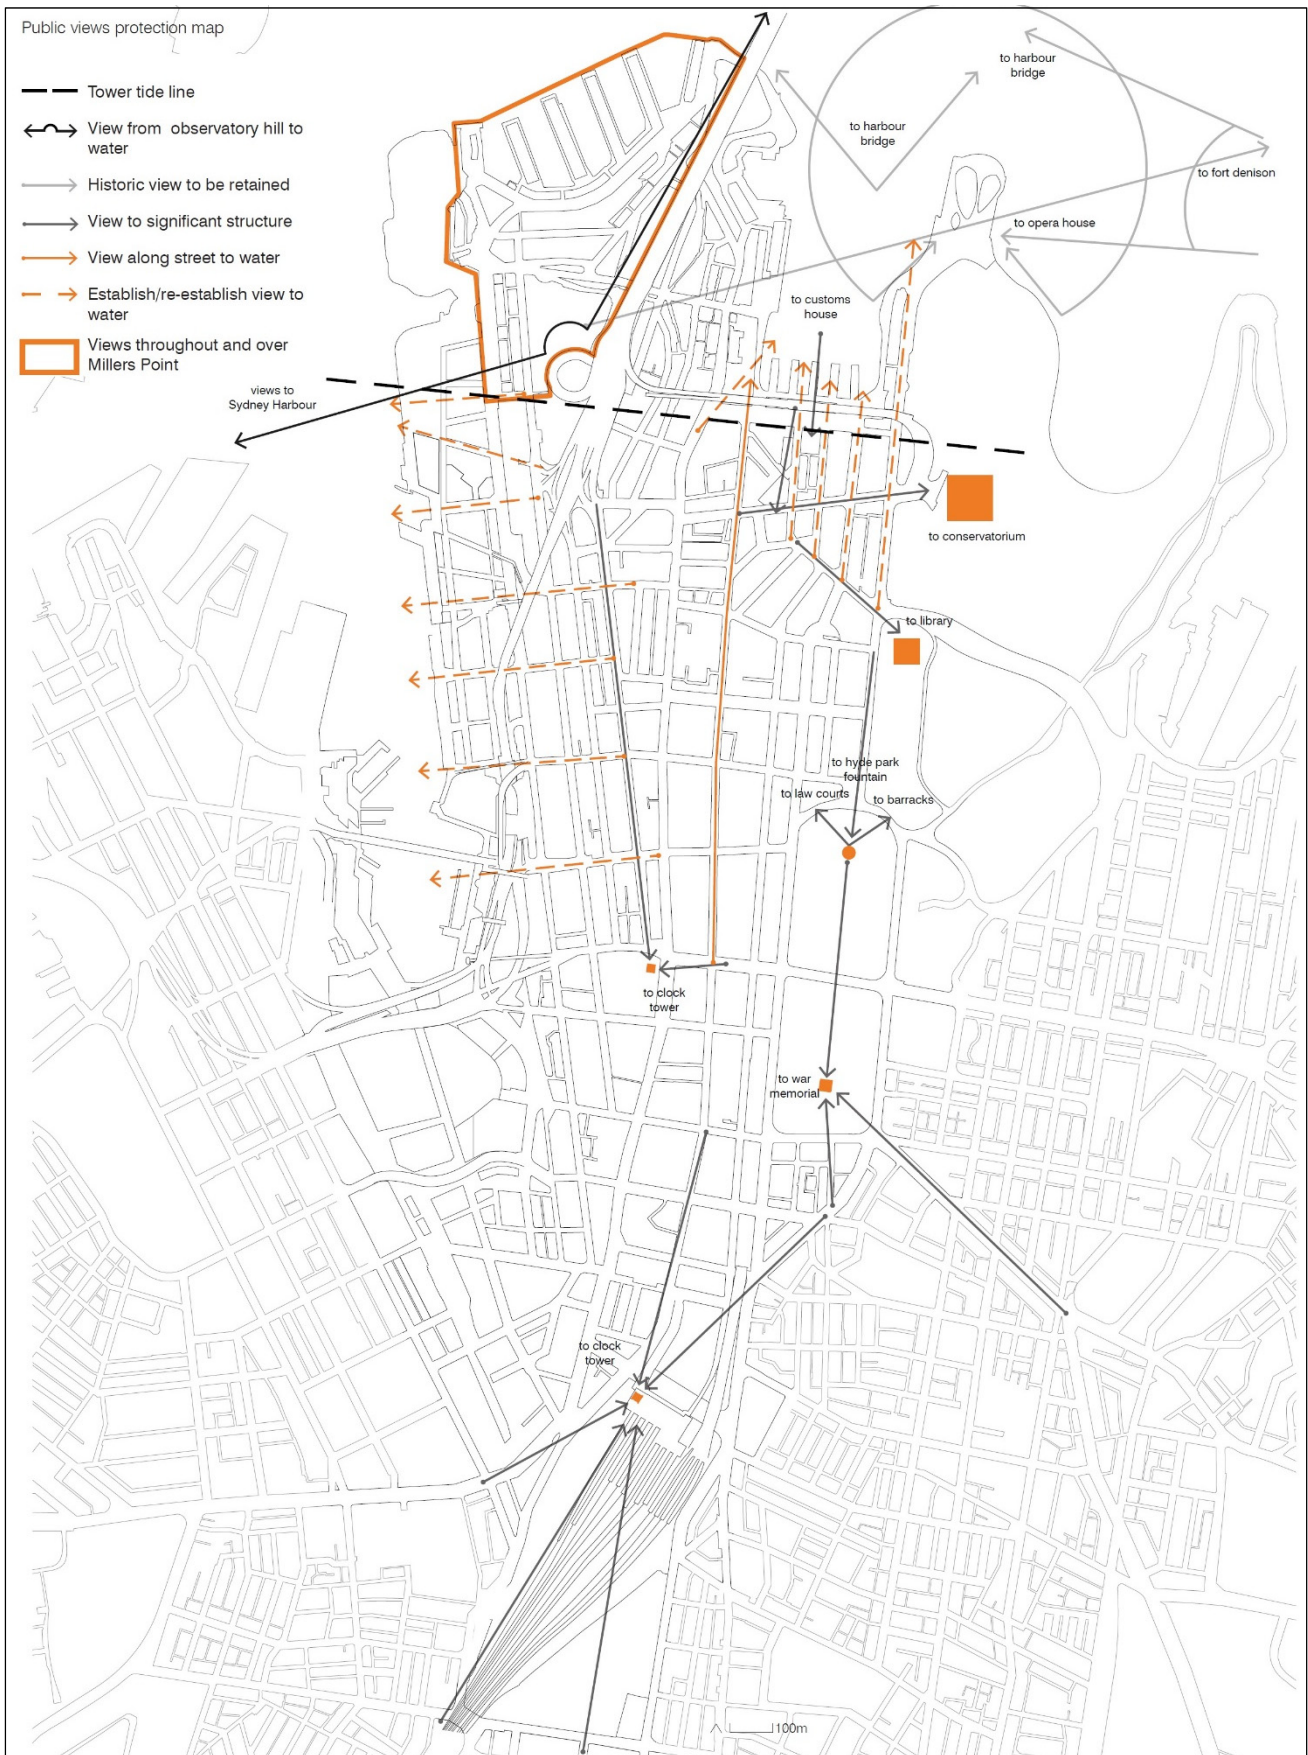 Public views protection map
Tower tide line
View from observatory hill to
water
Historic view to be retained
View to significant structure
View along street to water
Establish/re-establish view to
water
Views throughout and over
Millers Point
to harbour
bridge
to harbour
bridge
to fort denison
to opera house
to customs
house
views to
Sydney Harbour
to conservatorium
to library
to hyde park
fountain
to law courts
to barracks
to clock
tower
to war
memorial
to clock
tower
100m